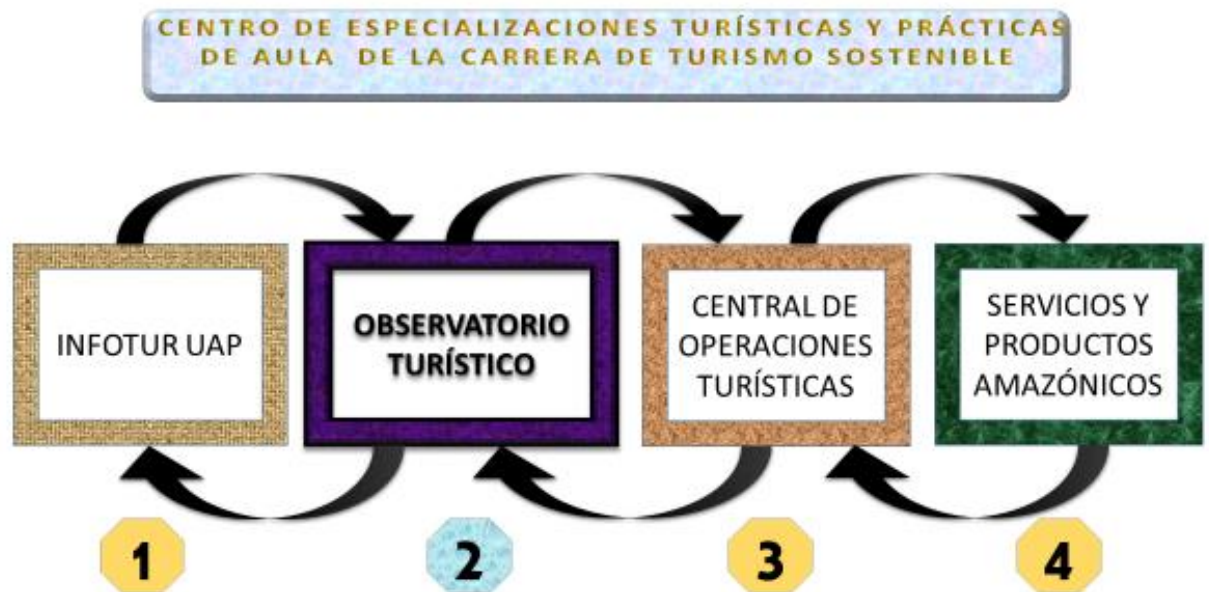 CENTRO DE ESPECIALIZACIONES TURÍSTICAS Y PRÁCTICAS
DE AULA DE LA CARRERA DE TURISMO SOSTENIBLE
INFOTUR UAP
OBSERVATORIO
TURÍSTICO
CENTRAL DE
OPERACIONES
TURÍSTICAS
SERVICIOS Y
PRODUCTOS
AMAZÓNICOS
1
2
3
4